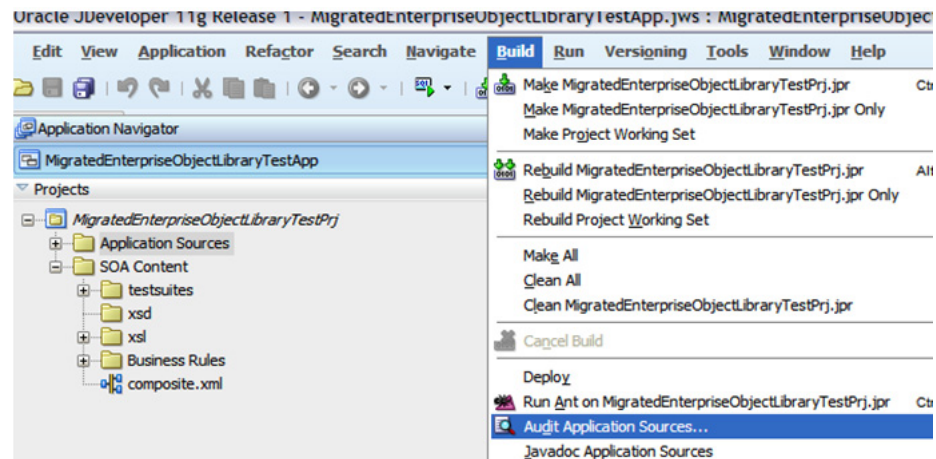 Oracle JDeveloper 11g Release 1 - MigratedEnterpriseObjectLibraryTestApp.jws : MigratedEnterpriseObjec
Edit View Application Refactor Search Navigate Build Run Versioning Tools Window Help
Application Navigator
MigratedEnterpriseObjectLibraryTestApp
Projects
MigratedEnterpriseObjectLibraryTestPrj
Application Sources
SOA Content
testsuites
xsd
xsl
Business Rules
composite.xml
Make MigratedEnterpriseObjectLibraryTestPrj.jpr Ctr
Make MigratedEnterpriseObjectLibraryTestPrj.jpr Only
Make Project Working Set
Rebuild MigratedEnterpriseObjectLibraryTestPrj.jpr Alt
Rebuild MigratedEnterpriseObjectLibraryTestPrj.jpr Only
Rebuild Project Working Set
Make All
Clean All
Clean MigratedEnterpriseObjectLibraryTestPrj.jpr
Cancel Build
Deploy
Run Ant on MigratedEnterpriseObjectLibraryTestPrj.jpr Ctr
Audit Application Sources...
Javadoc Application Sources